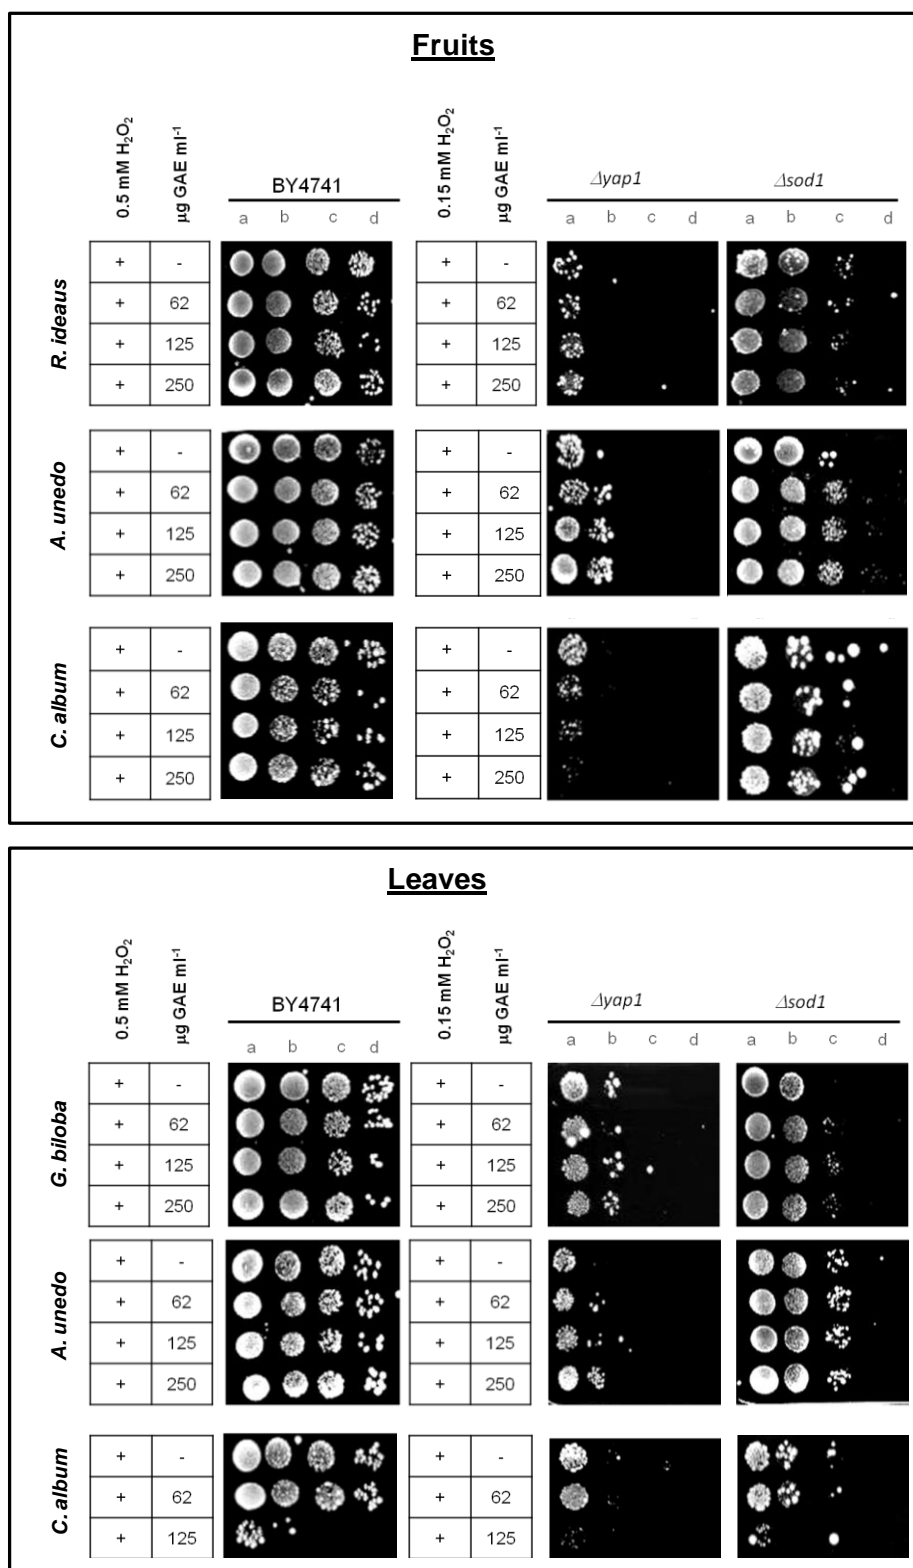 Fruits
0.5 mM H₂O₂
µg GAE ml⁻¹
BY4741
0.15 mM H₂O₂
µg GAE ml⁻¹
Δyap1
Δsod1
a b c d
a b c d
a b c d
R. ideaus
+ - + -
+ 62 + 62
+ 125 + 125
+ 250 + 250
A. unedo
+ - + -
+ 62 + 62
+ 125 + 125
+ 250 + 250
C. album
+ - + -
+ 62 + 62
+ 125 + 125
+ 250 + 250
Leaves
0.5 mM H₂O₂
µg GAE ml⁻¹
BY4741
0.15 mM H₂O₂
µg GAE ml⁻¹
Δyap1
Δsod1
a b c d
a b c d
a b c d
G. biloba
+ - + -
+ 62 + 62
+ 125 + 125
+ 250 + 250
A. unedo
+ - + -
+ 62 + 62
+ 125 + 125
+ 250 + 250
C. album
+ - + -
+ 62 + 62
+ 125 + 125